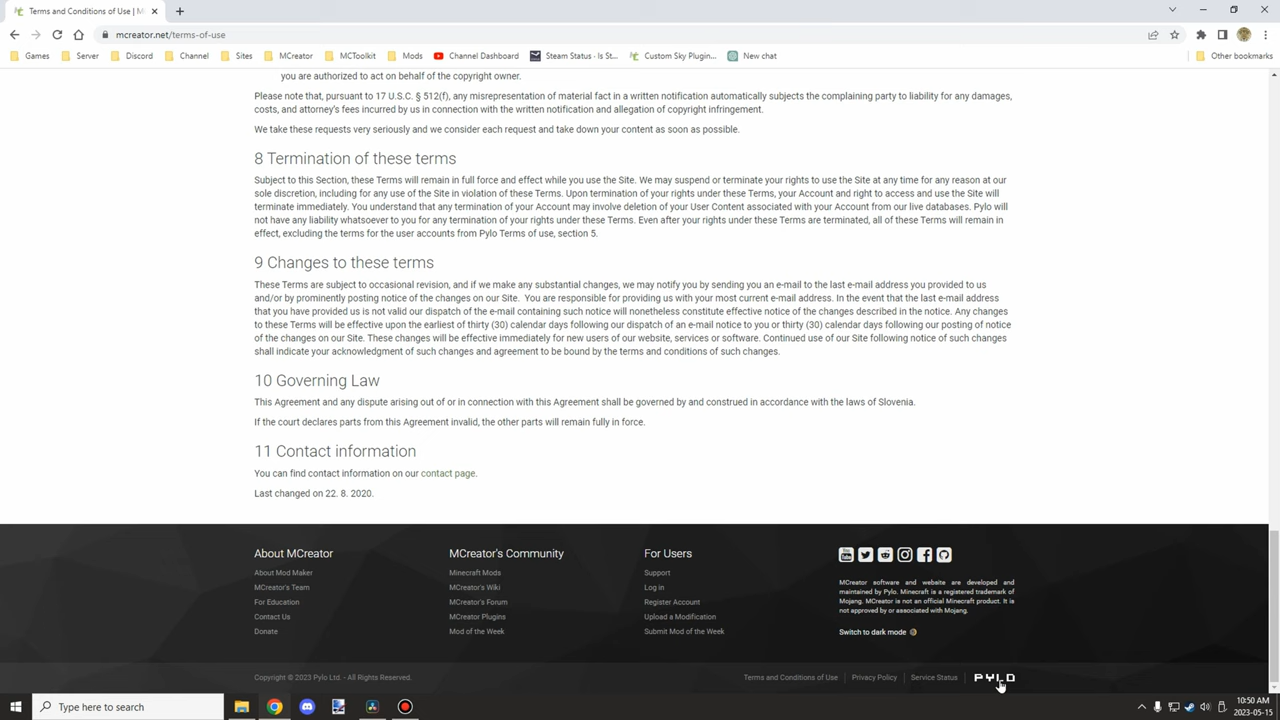 Terms and Conditions of Use | M
mcreator.net/terms-of-use
Games Server Discord Channel Sites MCreator MCToolkit Mods Channel Dashboard Steam Status · Is St... Custom Sky Plugin... New chat Other bookmarks
you are authorized to act on behalf of the copyright owner.
Please note that, pursuant to 17 U.S.C. § 512(f), any misrepresentation of material fact in a written notification automatically subjects the complaining party to liability for any damages,
costs, and attorney's fees incurred by us in connection with the written notification and allegation of copyright infringement.
We take these requests very seriously and we consider each request and take down your content as soon as possible.
8 Termination of these terms
Subject to this Section, these Terms will remain in full force and effect while you use the Site. We may suspend or terminate your rights to use the Site at any time for any reason at our
sole discretion, including for any use of the Site in violation of these Terms. Upon termination of your rights under these Terms, your Account and right to access and use the Site will
terminate immediately. You understand that any termination of your Account may involve deletion of your User Content associated with your Account from our live databases. Pylo will
not have any liability whatsoever to you for any termination of your rights under these Terms. Even after your rights under these Terms are terminated, all of these Terms will remain in
effect, excluding the terms for the user accounts from Pylo Terms of use, section 5.
9 Changes to these terms
These Terms are subject to occasional revision, and if we make any substantial changes, we may notify you by sending you an e-mail to the last e-mail address you provided to us
and/or by prominently posting notice of the changes on our Site. You are responsible for providing us with your most current e-mail address. In the event that the last e-mail address
that you have provided us is not valid our dispatch of the e-mail containing such notice will nonetheless constitute effective notice of the changes described in the notice. Any changes
to these Terms will be effective upon the earliest of thirty (30) calendar days following our dispatch of an e-mail notice to you or thirty (30) calendar days following our posting of notice
of the changes on our Site. These changes will be effective immediately for new users of our website, services or software. Continued use of our Site following notice of such changes
shall indicate your acknowledgment of such changes and agreement to be bound by the terms and conditions of such changes.
10 Governing Law
This Agreement and any dispute arising out of or in connection with this Agreement shall be governed by and construed in accordance with the laws of Slovenia.
If the court declares parts from this Agreement invalid, the other parts will remain fully in force.
11 Contact information
You can find contact information on our contact page.
Last changed on 22. 8. 2020.
About MCreator
About Mod Maker
MCreator's Team
For Education
Contact Us
Donate
MCreator's Community
Minecraft Mods
MCreator's Wiki
MCreator's Forum
MCreator Plugins
Mod of the Week
For Users
Support
Log in
Register Account
Upload a Modification
Submit Mod of the Week
MCreator software and website are developed and
maintained by Pylo. Minecraft is a registered trademark of
Mojang. MCreator is not an official Minecraft product. It is
not approved by or associated with Mojang.
Switch to dark mode
Copyright © 2023 Pylo Ltd. - All Rights Reserved.
Terms and Conditions of Use Privacy Policy Service Status PYLO
Type here to search
10:50 AM
2023-05-15